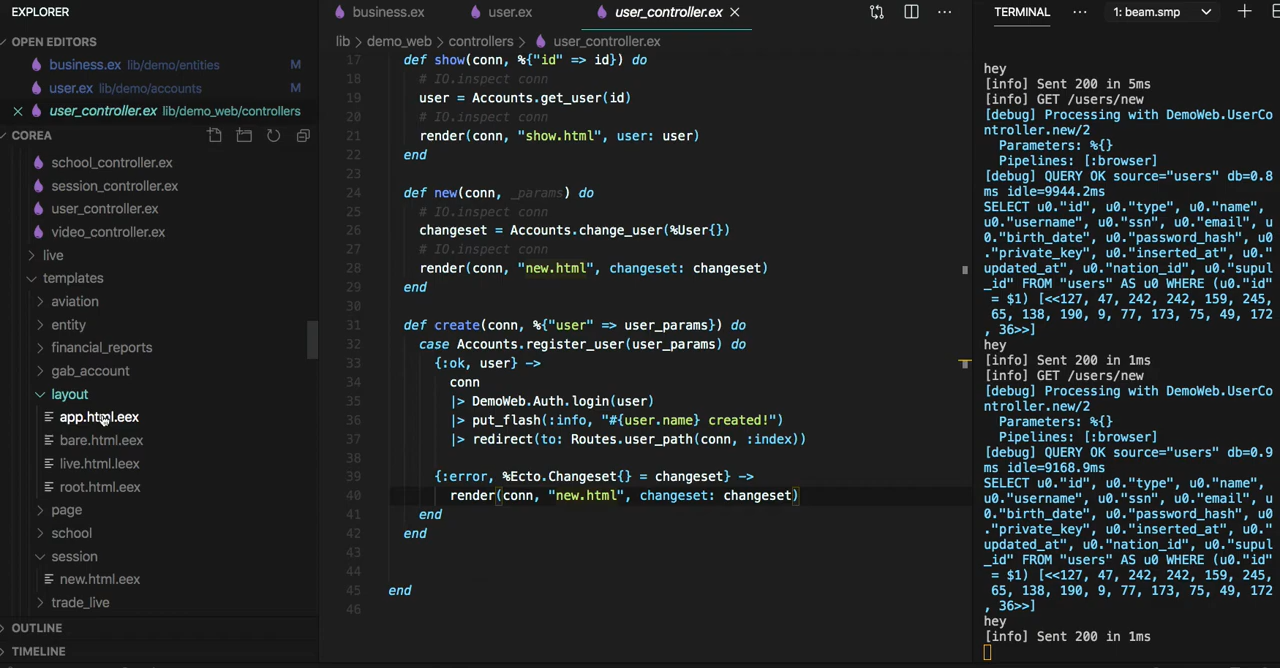 EXPLORER
OPEN EDITORS
business.ex lib/demo/entities M
user.ex lib/demo/accounts M
user_controller.ex lib/demo_web/controllers
COREA
school_controller.ex
session_controller.ex
user_controller.ex
video_controller.ex
live
templates
aviation
entity
financial_reports
gab_account
layout
app.html.eex
bare.html.eex
live.html.leex
root.html.eex
page
school
session
new.html.eex
trade_live
OUTLINE
TIMELINE
business.ex user.ex user_controller.ex
lib > demo_web > controllers > user_controller.ex
17 def show(conn, %{"id" => id}) do
18 # IO.inspect conn
19 user = Accounts.get_user(id)
20 # IO.inspect conn
21 render(conn, "show.html", user: user)
22 end
23
24 def new(conn, _params) do
25 # IO.inspect conn
26 changeset = Accounts.change_user(%User{})
27 # IO.inspect conn
28 render(conn, "new.html", changeset: changeset)
29 end
30
31 def create(conn, %{"user" => user_params}) do
32 case Accounts.register_user(user_params) do
33 {:ok, user} ->
34 conn
35 |> DemoWeb.Auth.login(user)
36 |> put_flash(:info, "#{user.name} created!")
37 |> redirect(to: Routes.user_path(conn, :index))
38
39 {:error, %Ecto.Changeset{} = changeset} ->
40 render(conn, "new.html", changeset: changeset)
41 end
42 end
43
44
45 end
46
TERMINAL ··· 1: beam.smp
hey
[info] Sent 200 in 5ms
[info] GET /users/new
[debug] Processing with DemoWeb.UserCo
ntroller.new/2
Parameters: %{}
Pipelines: [:browser]
[debug] QUERY OK source="users" db=0.8
ms idle=9944.2ms
SELECT u0."id", u0."type", u0."name",
u0."username", u0."ssn", u0."email", u
0."birth_date", u0."password_hash", u0
."private_key", u0."inserted_at", u0."
updated_at", u0."nation_id", u0."supul
_id" FROM "users" AS u0 WHERE (u0."id"
= $1) [<<127, 47, 242, 242, 159, 245,
65, 138, 190, 9, 77, 173, 75, 49, 172
, 36>>]
hey
[info] Sent 200 in 1ms
[info] GET /users/new
[debug] Processing with DemoWeb.UserCo
ntroller.new/2
Parameters: %{}
Pipelines: [:browser]
[debug] QUERY OK source="users" db=0.9
ms idle=9168.9ms
SELECT u0."id", u0."type", u0."name",
u0."username", u0."ssn", u0."email", u
0."birth_date", u0."password_hash", u0
."private_key", u0."inserted_at", u0."
updated_at", u0."nation_id", u0."supul
_id" FROM "users" AS u0 WHERE (u0."id"
= $1) [<<127, 47, 242, 242, 159, 245,
65, 138, 190, 9, 77, 173, 75, 49, 172
, 36>>]
hey
[info] Sent 200 in 1ms